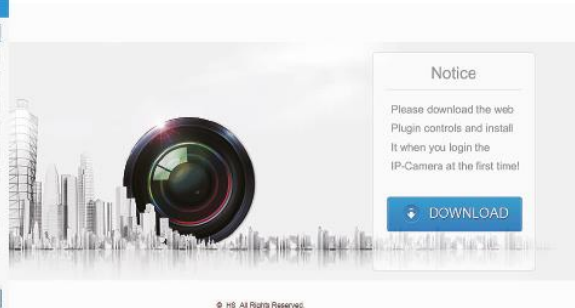 Notice
Please download the web
Plugin controls and install
It when you login the
IP-Camera at the first time!
DOWNLOAD
© HS. All Rights Reserved.